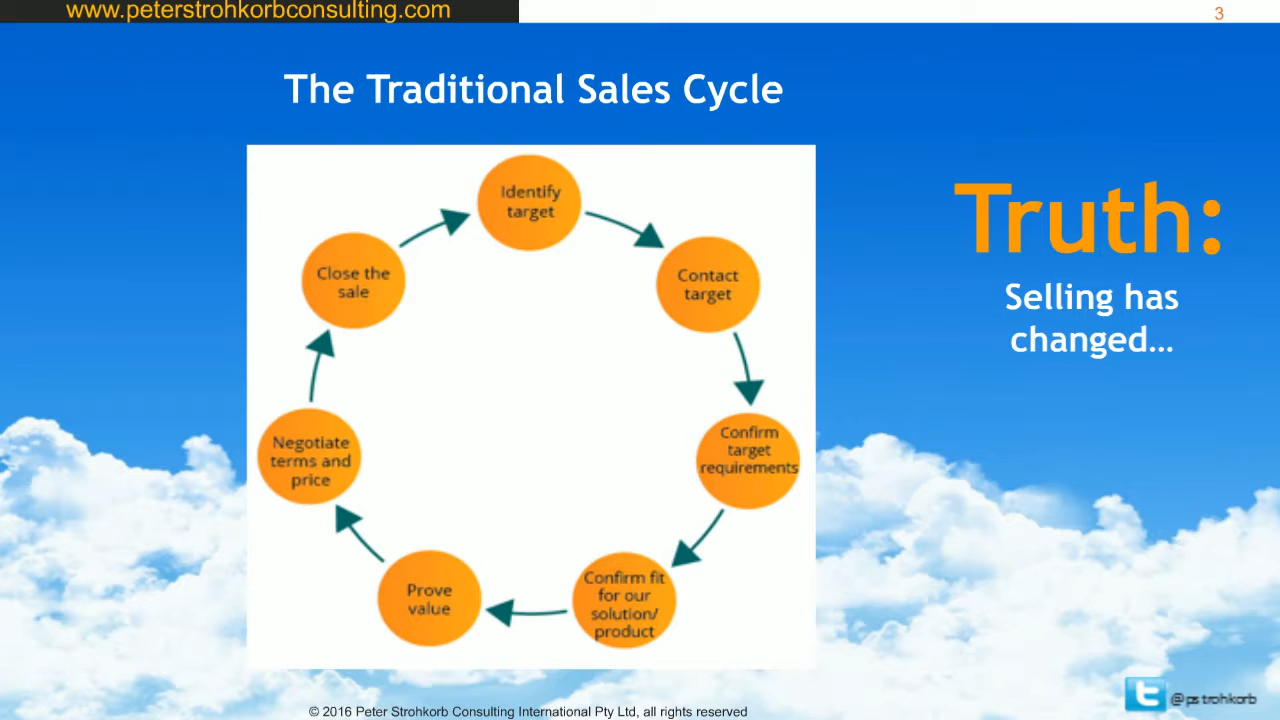 www.peterstrohkorbconsulting.com
3
The Traditional Sales Cycle
Identify
target
Contact
target
Confirm
target
requirements
Confirm fit
for our
solution/
product
Prove
value
Negotiate
terms and
price
Close the
sale
Truth:
Selling has
changed...
© 2016 Peter Strohkorb Consulting International Pty Ltd, all rights reserved
@pstrohkorb